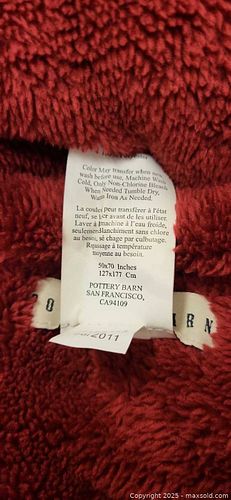 Color May transfer when new,
wash before use, Machine Wash
Cold, Only Non-Chlorine Bleach
When Needed Tumble Dry,
Warm Iron As Needed.
La couleur peut transférer à l'état
neuf, se laver avant de les utiliser.
Laver à machine à l'eau froide,
seulement blanchiment sans chlore
au besoin, sé chage par culbutage.
Repassage à température
moyenne au besoin.
50x70 Inches
127x177 Cm
POTTERY BARN
SAN FRANCISCO,
CA94109
RN
2011
Copyright © 2025 - maxsold.com